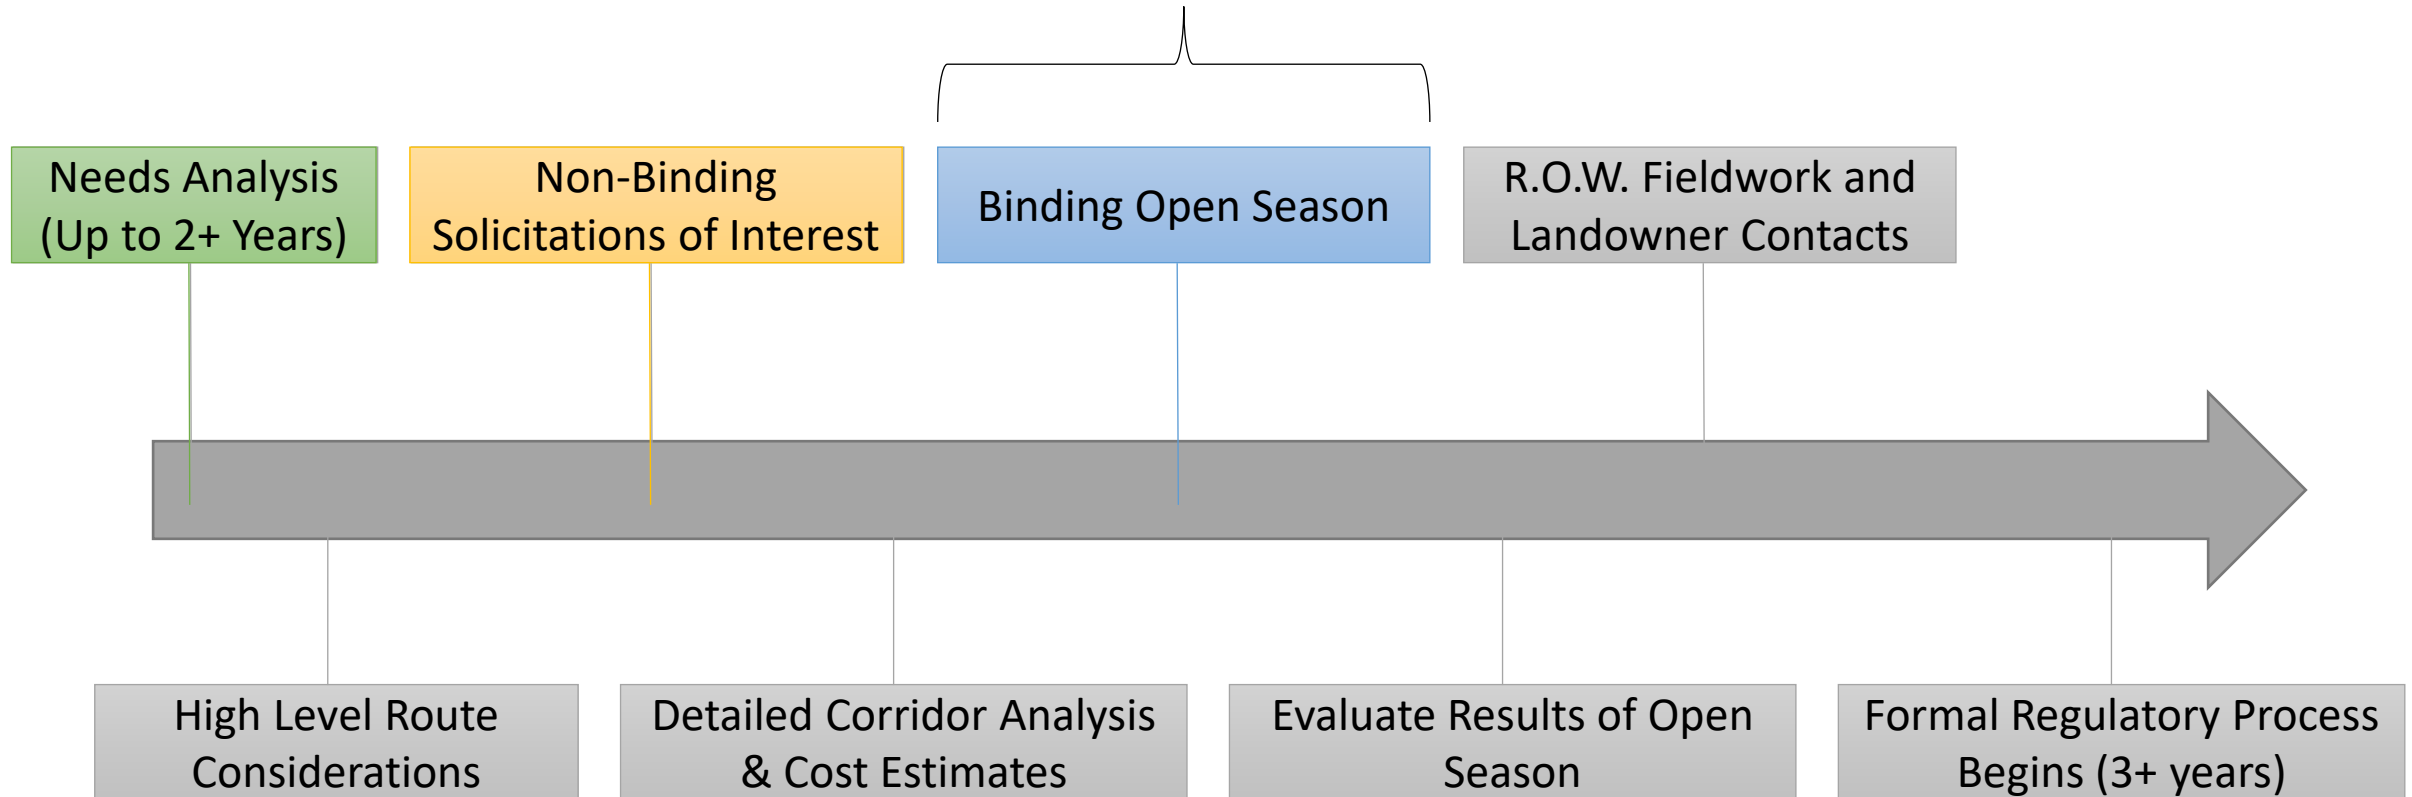 Needs Analysis
(Up to 2+ Years)
Non-Binding
Solicitations of Interest
Binding Open Season
R.O.W. Fieldwork and
Landowner Contacts
High Level Route
Considerations
Detailed Corridor Analysis
& Cost Estimates
Evaluate Results of Open
Season
Formal Regulatory Process
Begins (3+ years)